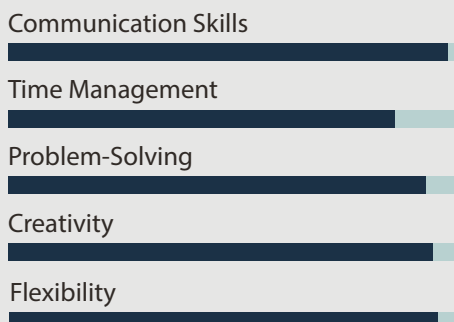 Communication Skills
Time Management
Problem-Solving
Creativity
Flexibility